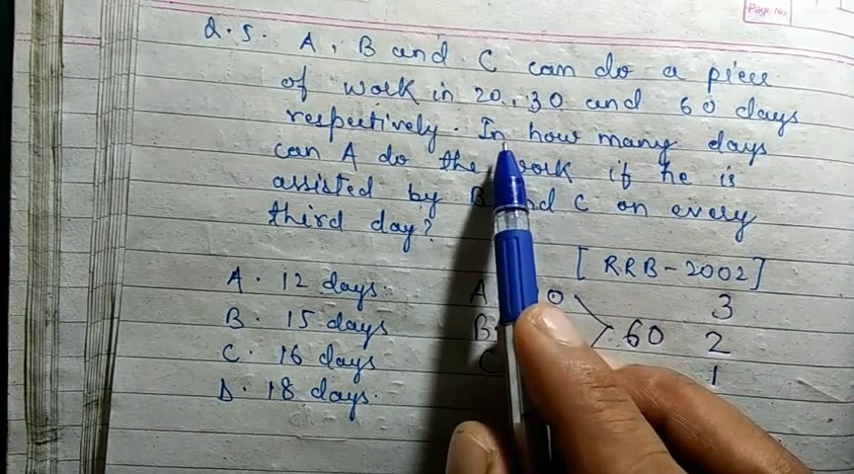 Page No
Q.5. A, B and C can do a piece
of work in 20, 30 and 60 days
respectively. In how many days
can A do the work if he is
assisted by B and C on every
third day?
[RRB-2002]
A. 12 days
B. 15 days
C. 16 days
D. 18 days.
A 0 3
B 60 2
C 1